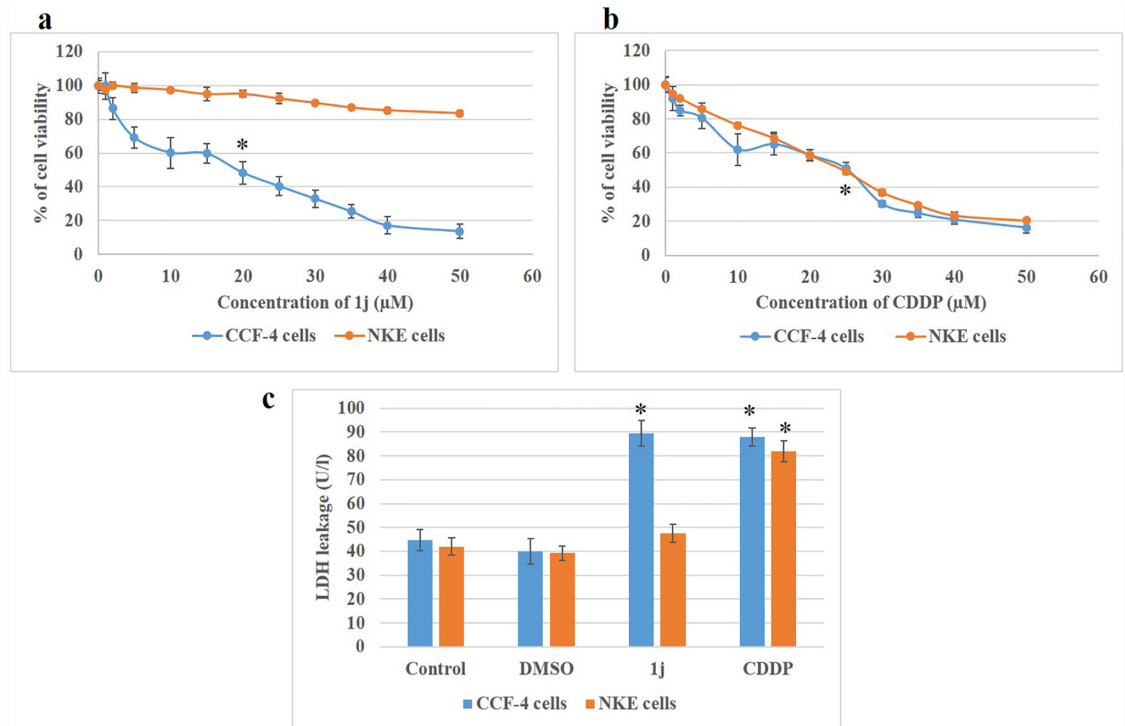 a
120
100
80
60
40
20
0
% of cell viability
*
0 10 20 30 40 50 60
Concentration of 1j (µM)
CCF-4 cells NKE cells
b
120
100
80
60
40
20
0
% of cell viability
*
0 10 20 30 40 50 60
Concentration of CDDP (µM)
CCF-4 cells NKE cells
c
100
90
80
70
60
50
40
30
20
10
0
LDH leakage (U/l)
* * *
Control DMSO 1j CDDP
CCF-4 cells NKE cells